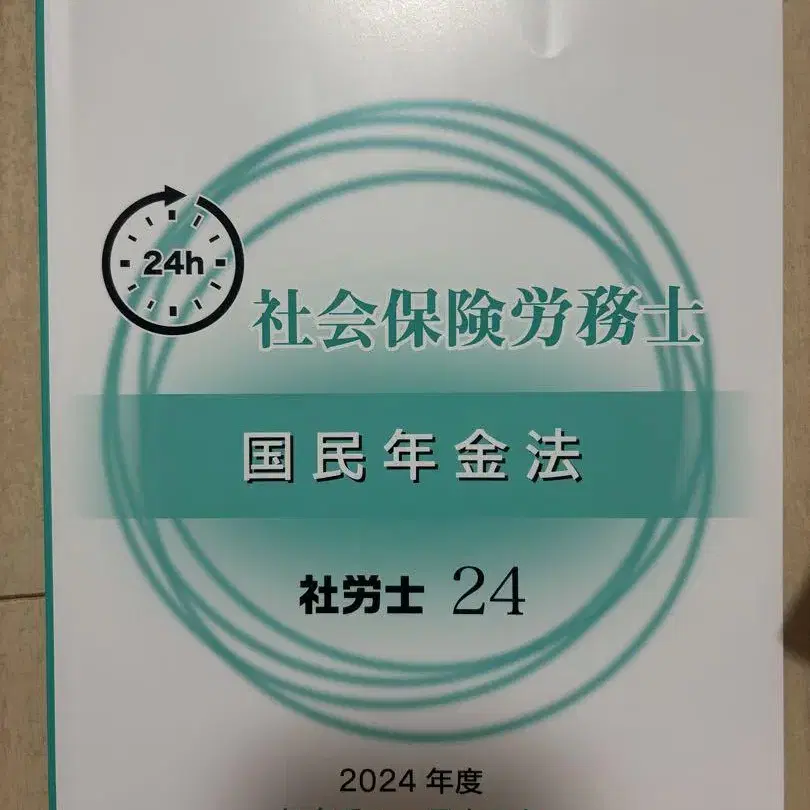 24h
社会保険労務士
国民年金法
社労士 24
2024 年度